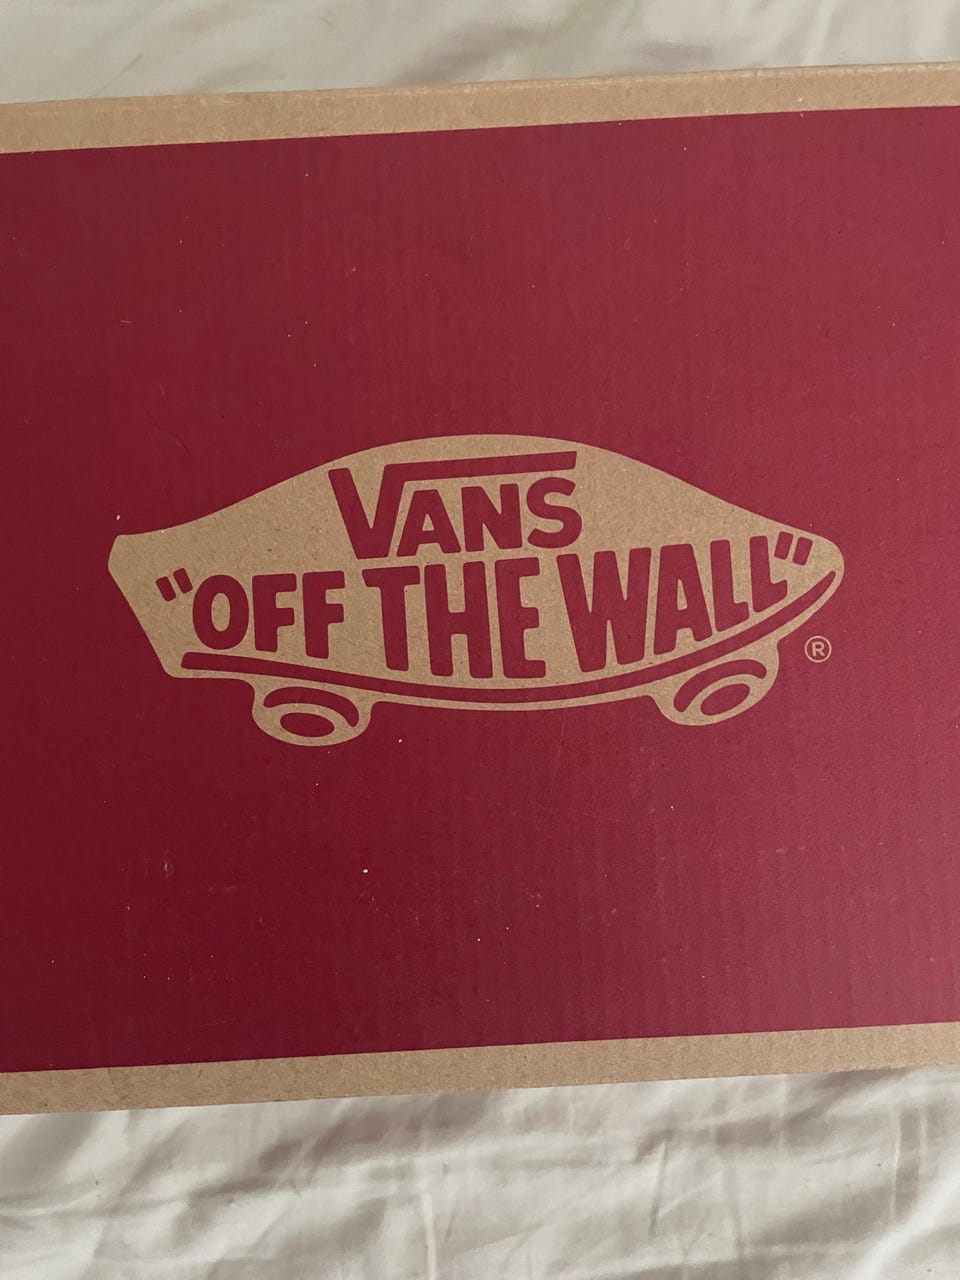 VANS
"OFF THE WALL"
®